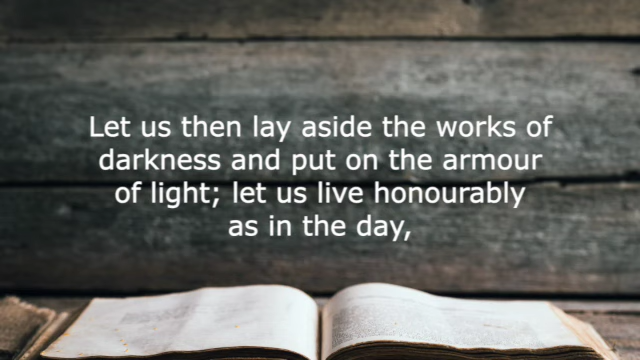 Let us then lay aside the works of
darkness and put on the armour
of light; let us live honourably
as in the day,